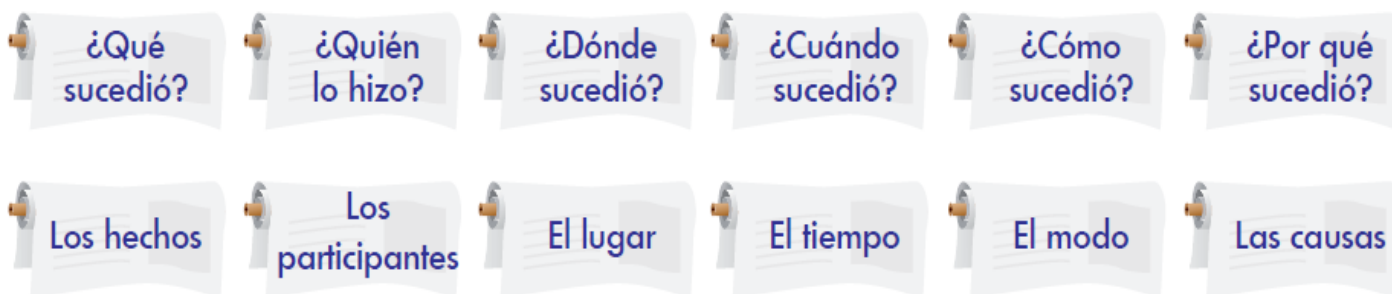 ¿Qué
sucedió?
¿Quién
lo hizo?
¿Dónde
sucedió?
¿Cuándo
sucedió?
¿Cómo
sucedió?
¿Por qué
sucedió?
Los hechos
Los
participantes
El lugar
El tiempo
El modo
Las causas